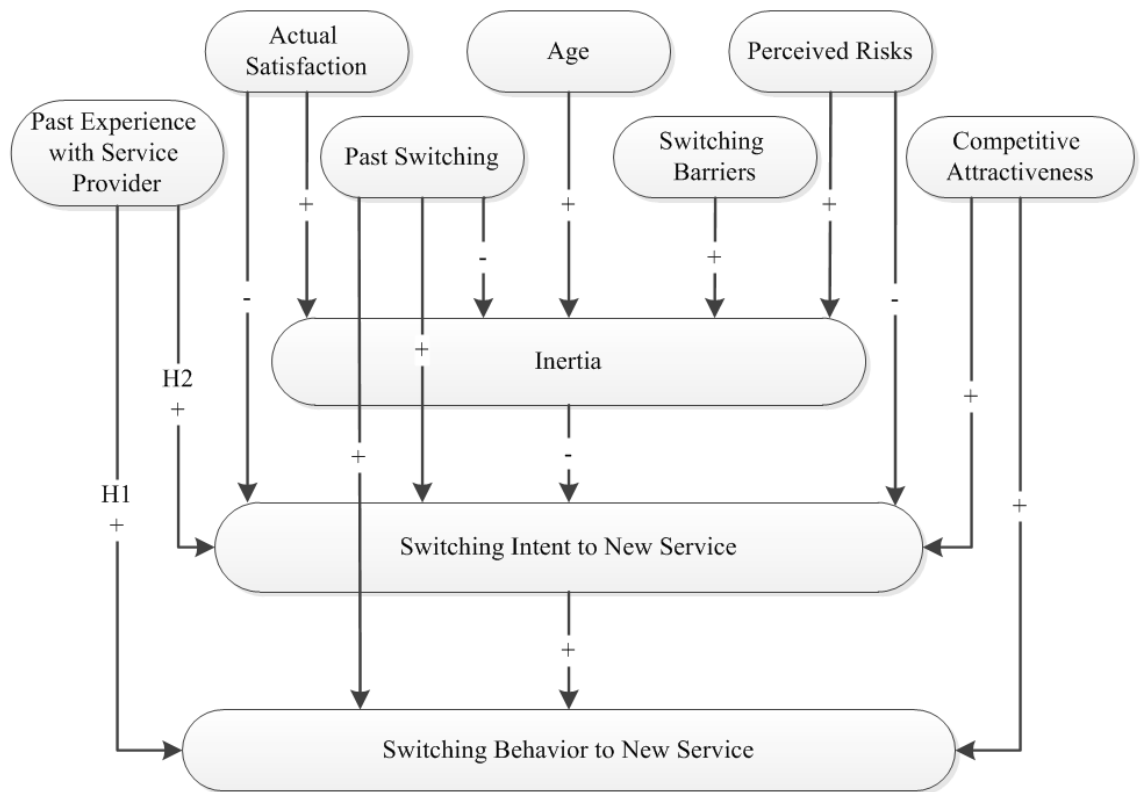 Actual
Satisfaction
Age
Perceived Risks
Past Experience
with Service
Provider
Past Switching
Switching
Barriers
Competitive
Attractiveness
+
+
-
+
+
+
-
-
Inertia
+
H2
+
+
+
-
H1
+
+
Switching Intent to New Service
+
Switching Behavior to New Service